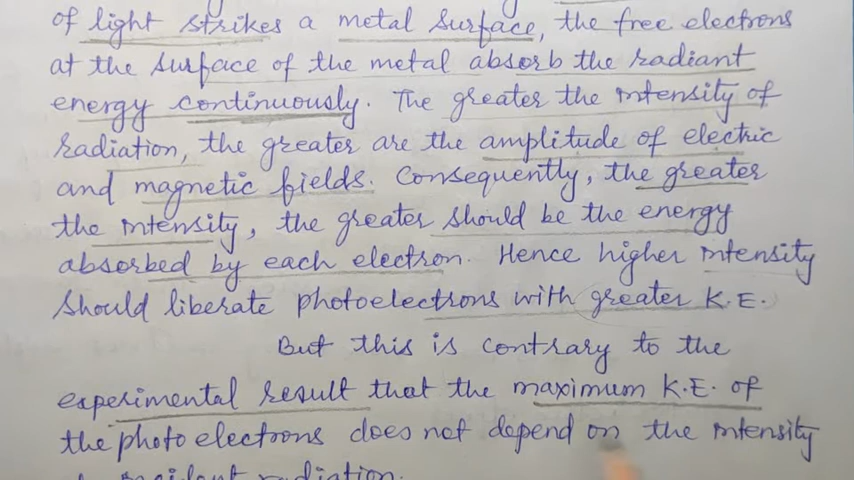 of light strikes a metal surface, the free electrons
at the surface of the metal absorb the radiant
energy continuously. The greater the intensity of
radiation, the greater are the amplitude of electric
and magnetic fields. Consequently, the greater
the intensity, the greater should be the energy
absorbed by each electron. Hence higher intensity
should liberate photoelectrons with greater K.E.
But this is contrary to the
experimental result that the maximum K.E. of
the photoelectrons does not depend on the intensity
incident radiation.